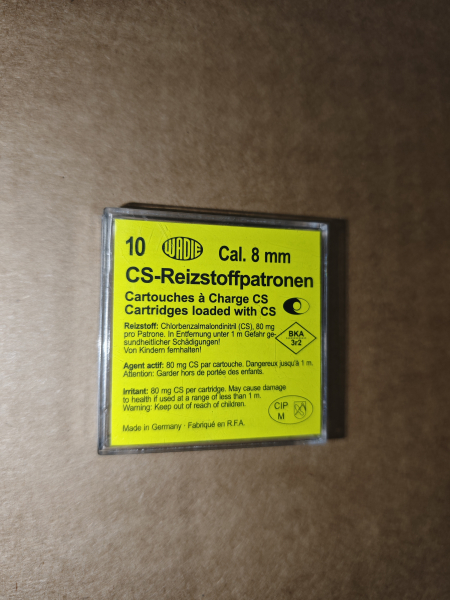 10 WADIE Cal. 8 mm
CS-Reizstoffpatronen
Cartouches à Charge CS
Cartridges loaded with CS
Reizstoff: Chlorbenzalmalondinitril (CS), 80 mg
pro Patrone. In Entfernung unter 1 m Gefahr ge-
sundheitlicher Schädigungen!
Von Kindern fernhalten!
BKA
3r2
Agent actif: 80 mg CS par cartouche. Dangereux jusqu'à 1 m.
Attention: Garder hors de portée des enfants.
Irritant: 80 mg CS per cartridge. May cause damage
to health if used at a range of less than 1 m.
Warning: Keep out of reach of children.
CIP
M
Made in Germany · Fabriqué en R.F.A.